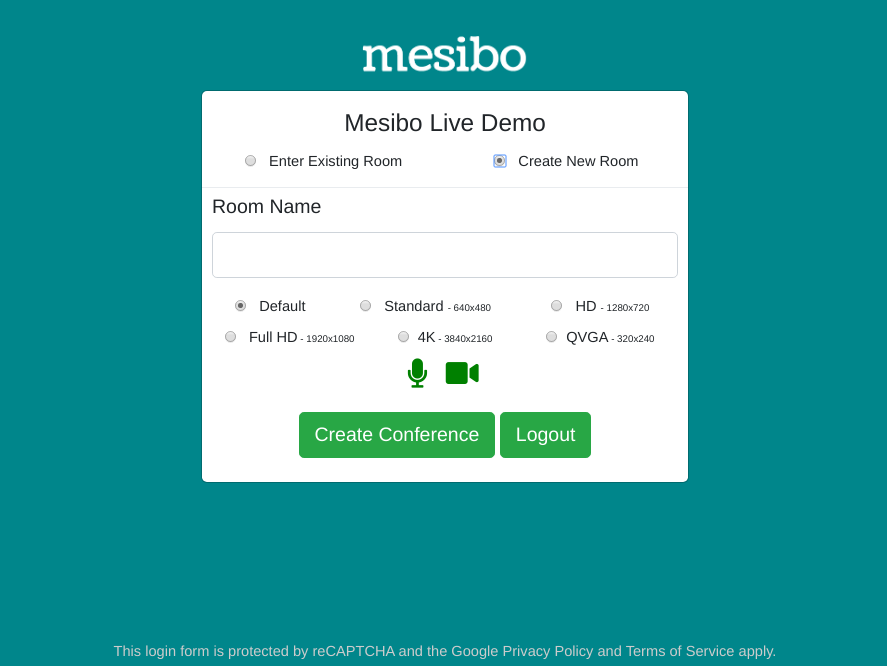 mesibo
Mesibo Live Demo
Enter Existing Room Create New Room
Room Name
Default Standard - 640x480 HD - 1280x720
Full HD - 1920x1080 4K - 3840x2160 QVGA - 320x240
Create Conference Logout
This login form is protected by reCAPTCHA and the Google Privacy Policy and Terms of Service apply.